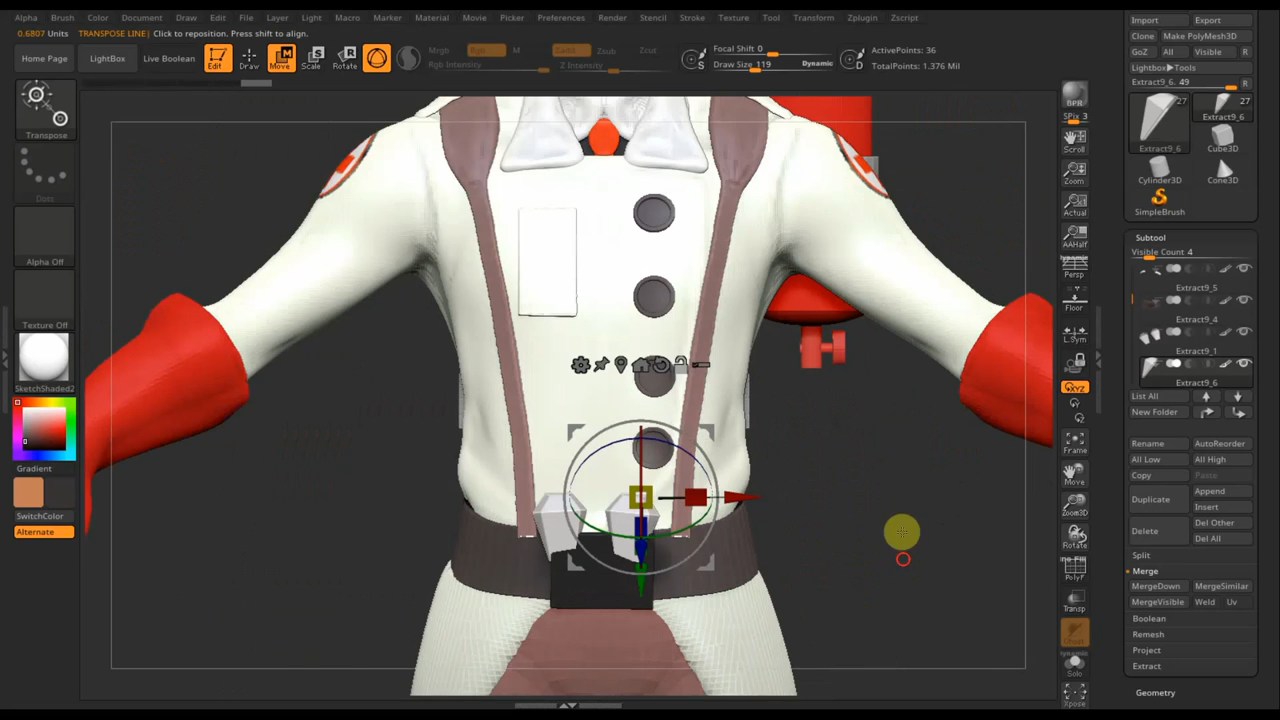 Alpha Brush Color Document Draw Edit File Layer Light Macro Marker Material Movie Picker Preferences Render Stencil Stroke Texture Tool Transform Zplugin Zscript
0.6807 Units TRANSPOSE LINE| Click to reposition. Press shift to align.
Home Page LightBox Live Boolean Edit Draw Move Scale Rotate
Mrgb Rgb M Zadd Zsub Zcut
Rgb Intensity Z Intensity
Focal Shift 0
Draw Size 119 Dynamic
ActivePoints: 36
TotalPoints: 1.376 Mil
Transpose
Dots
Alpha Off
Texture Off
SketchShaded2
Gradient
SwitchColor
Alternate
BPR
SPix 3
Scroll
Zoom
Actual
AAHalf
Dynamic
Persp
Floor
L.Sym
XYZ
Frame
Move
Zoom3D
Rotate
PolyF
Transp
Dynamic
Solo
Xpose
Import Export
Clone Make PolyMesh3D
GoZ All Visible R
Lightbox▶Tools
Extract9_6. 49 R
27 27
Extract9_6
Extract9_6 Cube3D
Cylinder3D Cone3D
SimpleBrush
Subtool
Visible Count 4
Extract9_5
Extract9_4
Extract9_1
Extract9_6
List All
New Folder
Rename AutoReorder
All Low All High
Copy Paste
Duplicate Append
Insert
Delete Del Other
Del All
Split
Merge
MergeDown MergeSimilar
MergeVisible Weld Uv
Boolean
Remesh
Project
Extract
Geometry